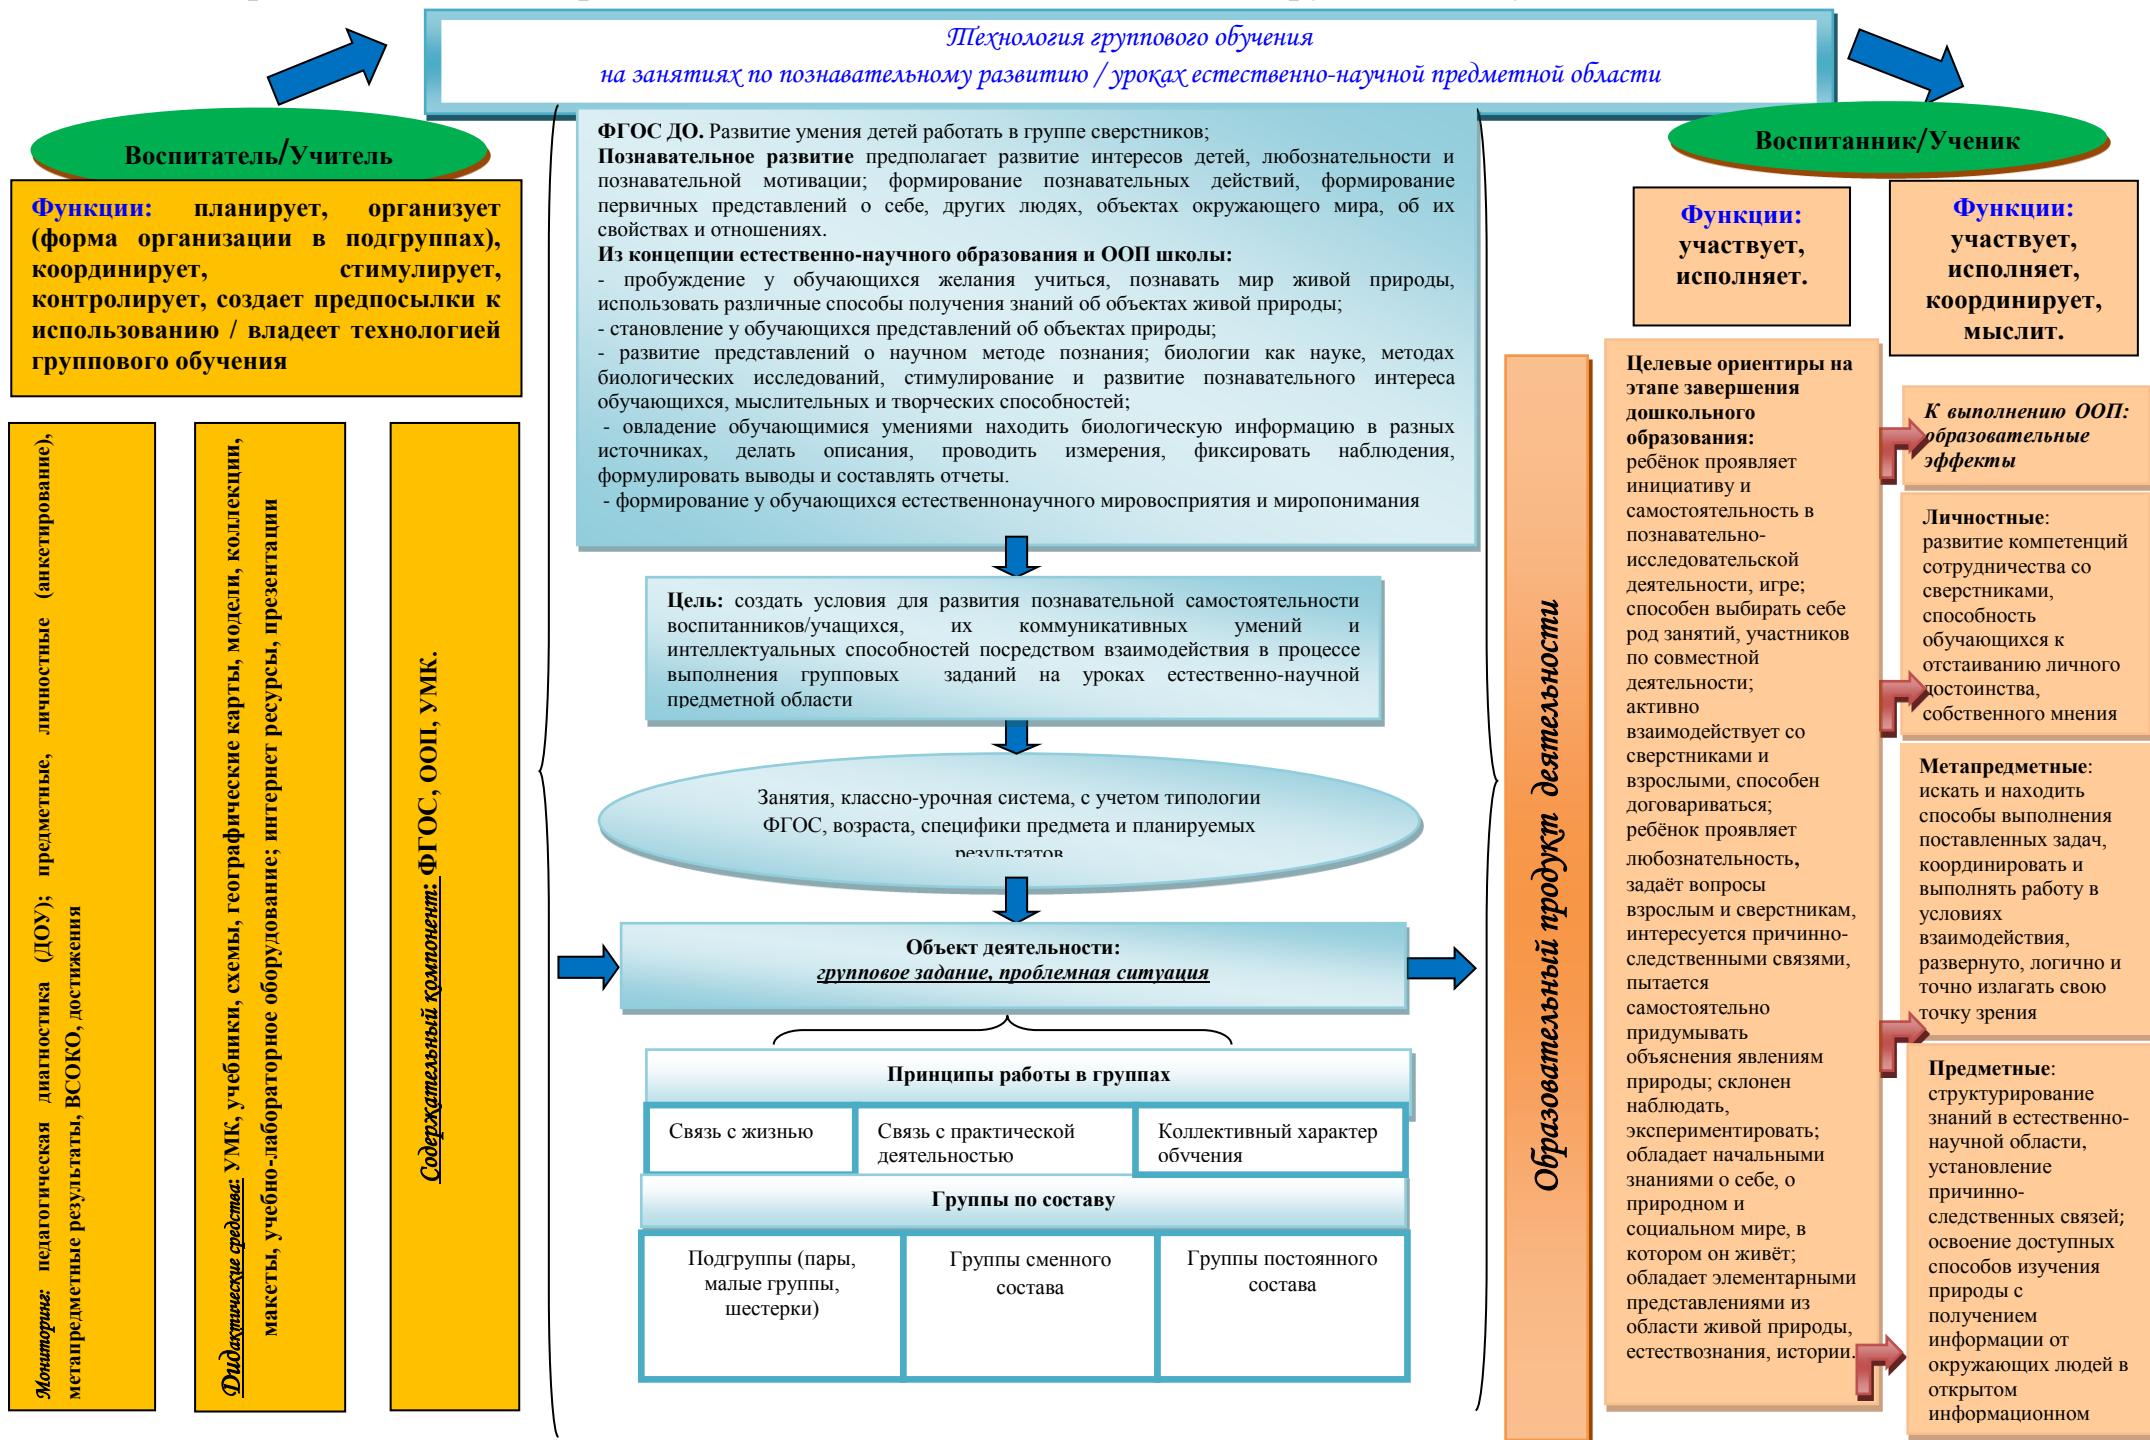 Технология группового обучения
на занятиях по познавательному развитию / уроках естественно-научной предметной области
Воспитатель/Учитель
Функции: планирует, организует
(форма организации в подгруппах),
координирует, стимулирует,
контролирует, создает предпосылки к
использованию / владеет технологией
группового обучения
Мониторинг: педагогическая диагностика (ДОУ); предметные, личностные (анкетирование),
метапредметные результаты, ВСОКО, достижения
Дидактические средства: УМК, учебники, схемы, географические карты, модели, коллекции,
макеты, учебно-лабораторное оборудование; интернет ресурсы, презентации
Содержательный компонент: ФГОС, ООП, УМК.
ФГОС ДО. Развитие умения детей работать в группе сверстников;
Познавательное развитие предполагает развитие интересов детей, любознательности и
познавательной мотивации; формирование познавательных действий, формирование
первичных представлений о себе, других людях, объектах окружающего мира, об их
свойствах и отношениях.
Из концепции естественно-научного образования и ООП школы:
- пробуждение у обучающихся желания учиться, познавать мир живой природы,
использовать различные способы получения знаний об объектах живой природы;
- становление у обучающихся представлений об объектах природы;
- развитие представлений о научном методе познания; биологии как науке, методах
биологических исследований, стимулирование и развитие познавательного интереса
обучающихся, мыслительных и творческих способностей;
- овладение обучающимися умениями находить биологическую информацию в разных
источниках, делать описания, проводить измерения, фиксировать наблюдения,
формулировать выводы и составлять отчеты.
- формирование у обучающихся естественнонаучного мировосприятия и миропонимания
Цель: создать условия для развития познавательной самостоятельности
воспитанников/учащихся, их коммуникативных умений и
интеллектуальных способностей посредством взаимодействия в процессе
выполнения групповых заданий на уроках естественно-научной
предметной области
Занятия, классно-урочная система, с учетом типологии
ФГОС, возраста, специфики предмета и планируемых
результатов
Объект деятельности:
групповое задание, проблемная ситуация
Принципы работы в группах
Связь с жизнью
Связь с практической
деятельностью
Коллективный характер
обучения
Группы по составу
Подгруппы (пары,
малые группы,
шестерки)
Группы сменного
состава
Группы постоянного
состава
Образовательный продукт деятельности
Воспитанник/Ученик
Функции:
участвует,
исполняет.
Функции:
участвует,
исполняет,
координирует,
мыслит.
Целевые ориентиры на
этапе завершения
дошкольного
образования:
ребёнок проявляет
инициативу и
самостоятельность в
познавательно-
исследовательской
деятельности, игре;
способен выбирать себе
род занятий, участников
по совместной
деятельности;
активно
взаимодействует со
сверстниками и
взрослыми, способен
договариваться;
ребёнок проявляет
любознательность,
задаёт вопросы
взрослым и сверстникам,
интересуется причинно-
следственными связями,
пытается
самостоятельно
придумывать
объяснения явлениям
природы; склонен
наблюдать,
экспериментировать;
обладает начальными
знаниями о себе, о
природном и
социальном мире, в
котором он живёт;
обладает элементарными
представлениями из
области живой природы,
естествознания, истории.
К выполнению ООП:
образовательные
эффекты
Личностные:
развитие компетенций
сотрудничества со
сверстниками,
способность
обучающихся к
отстаиванию личного
достоинства,
собственного мнения
Метапредметные:
искать и находить
способы выполнения
поставленных задач,
координировать и
выполнять работу в
условиях
взаимодействия,
развернуто, логично и
точно излагать свою
точку зрения
Предметные:
структурирование
знаний в естественно-
научной области,
установление
причинно-
следственных связей;
освоение доступных
способов изучения
природы с
получением
информации от
окружающих людей в
открытом
информационном